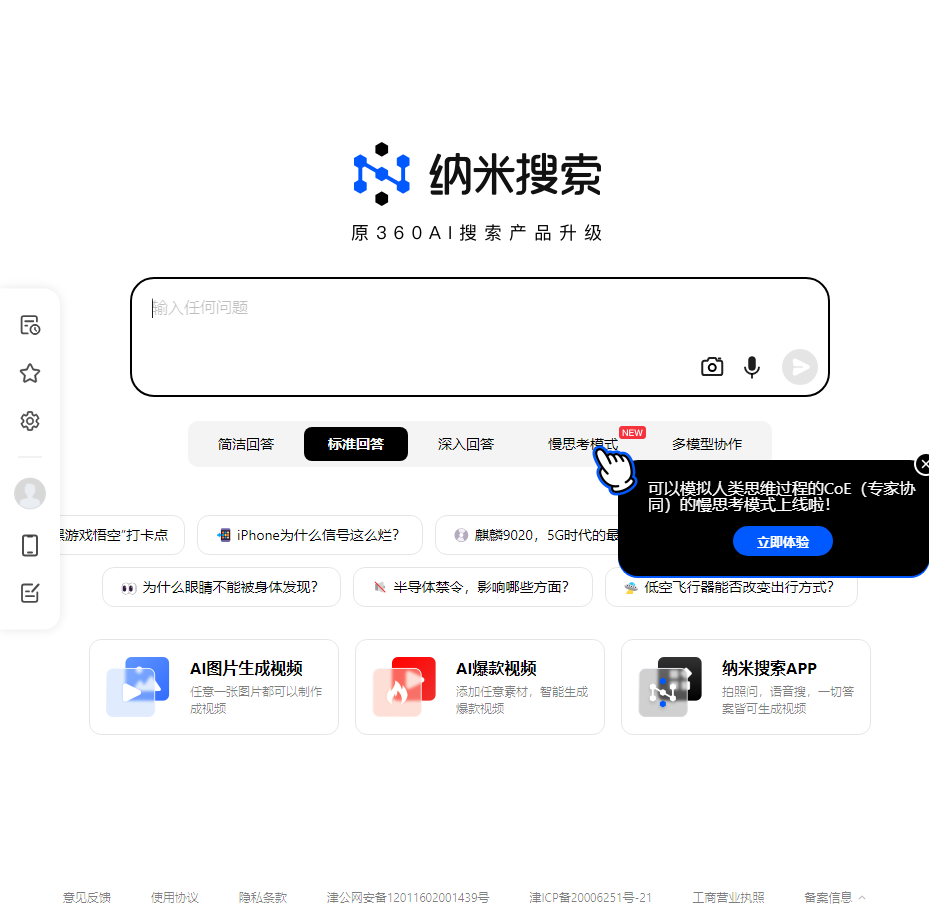 纳米搜索
原360AI搜索产品升级
输入任何问题
简洁回答
标准回答
深入回答
慢思考模式
NEW
多模型协作
可以模拟人类思维过程的CoE（专家协
同）的慢思考模式上线啦！
立即体验
游戏悟空"打卡点
iPhone为什么信号这么烂？
麒麟9020，5G时代的最
为什么眼睛不能被身体发现？
半导体禁令，影响哪些方面？
低空飞行器能否改变出行方式？
AI图片生成视频
任意一张图片都可以制作
成视频
AI爆款视频
添加任意素材，智能生成
爆款视频
纳米搜索APP
拍照问，语音搜，一切答
案皆可生成视频
意见反馈
使用协议
隐私条款
津公网安备12011602001439号
津ICP备20006251号-21
工商营业执照
备案信息